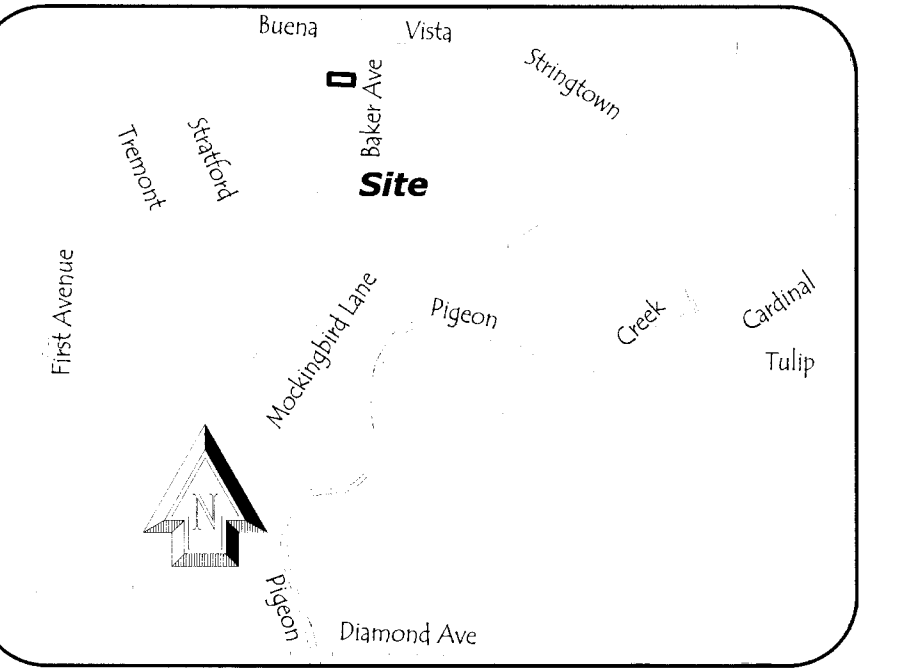 Buena Vista
Stringtown
Baker Ave
Tremont
Stratford
Site
First Avenue
Mockingbird Lane
Pigeon
Creek
Cardinal
Tulip
N
Pigeon
Diamond Ave